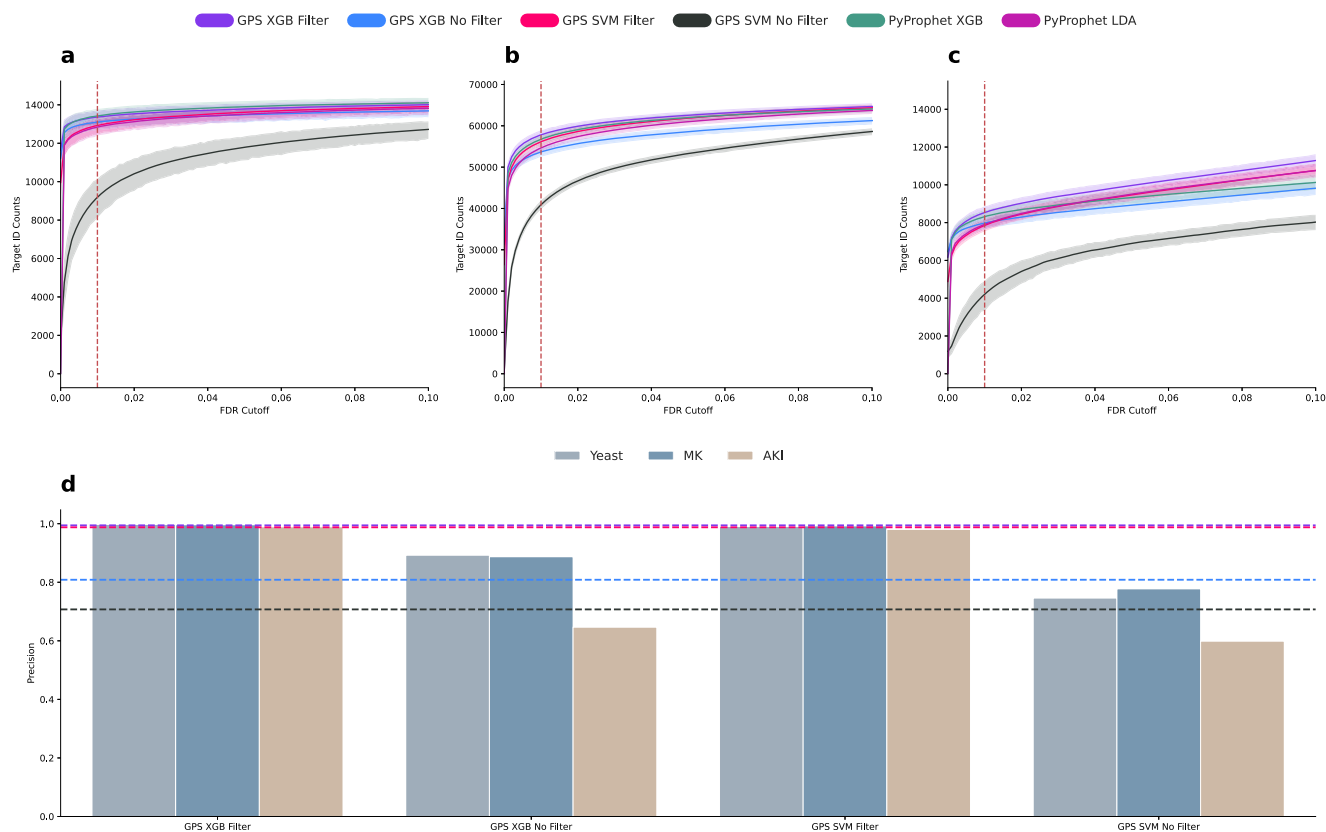 GPS XGB Filter GPS XGB No Filter GPS SVM Filter GPS SVM No Filter PyProphet XGB PyProphet LDA
a
14000
12000
10000
8000
6000
4000
2000
0
Target ID Counts
0.00 0.02 0.04 0.06 0.08 0.10
FDR Cutoff
b
70000
60000
50000
40000
30000
20000
10000
0
Target ID Counts
0.00 0.02 0.04 0.06 0.08 0.10
FDR Cutoff
c
14000
12000
10000
8000
6000
4000
2000
0
Target ID Counts
0.00 0.02 0.04 0.06 0.08 0.10
FDR Cutoff
Yeast MK AKI
d
1.0
0.8
0.6
0.4
0.2
0.0
Precision
GPS XGB Filter GPS XGB No Filter GPS SVM Filter GPS SVM No Filter